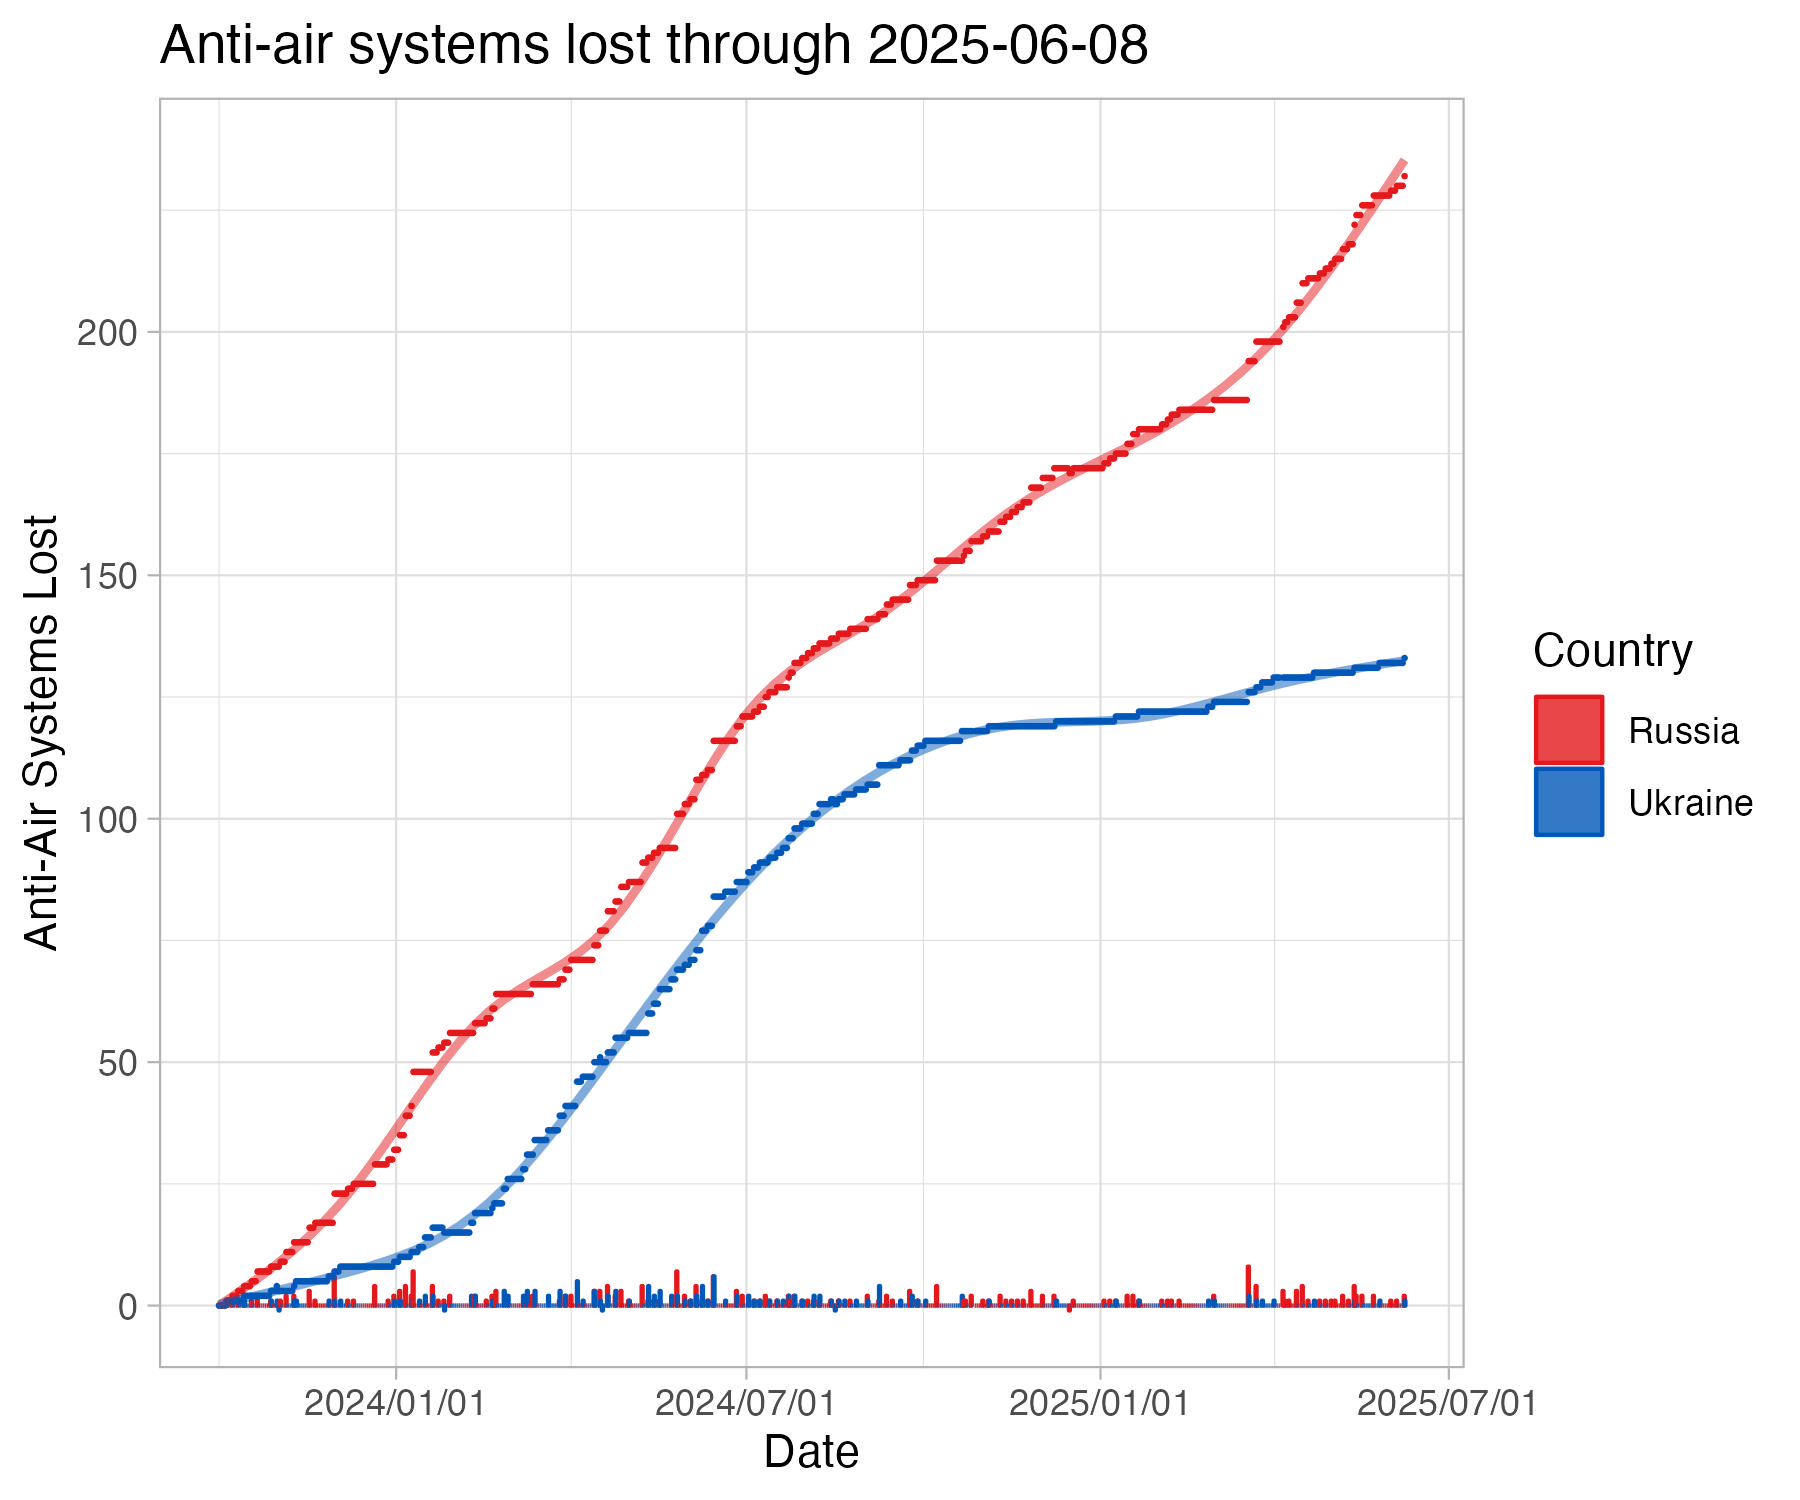 Anti-air systems lost through 2025-06-08
Anti-Air Systems Lost
200
150
100
50
0
2024/01/01
2024/07/01
2025/01/01
2025/07/01
Date
Country
Russia
Ukraine